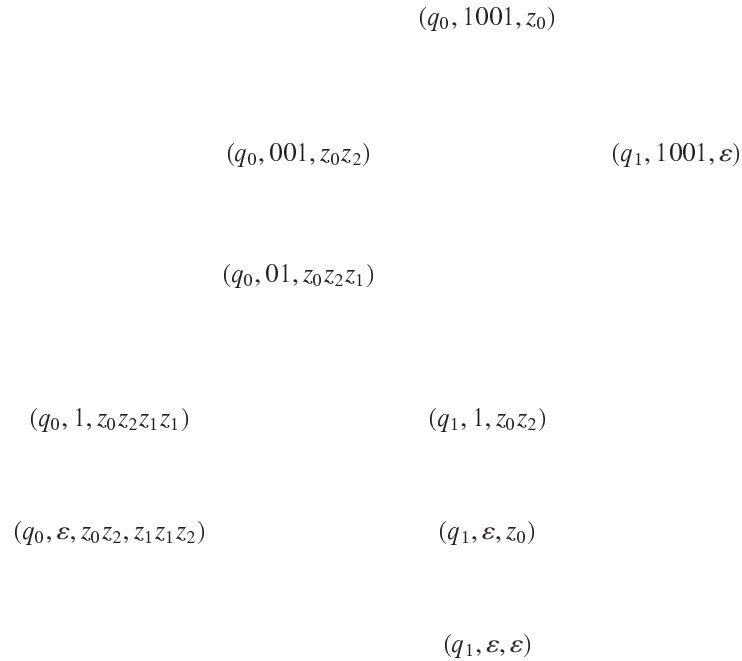 (q₀, 1001, z₀)
(q₀, 001, z₀z₂) (q₁, 1001, ε)
(q₀, 01, z₀z₂z₁)
(q₀, 1, z₀z₂z₁z₁) (q₁, 1, z₀z₂)
(q₀, ε, z₀z₂, z₁z₁z₂) (q₁, ε, z₀)
(q₁, ε, ε)